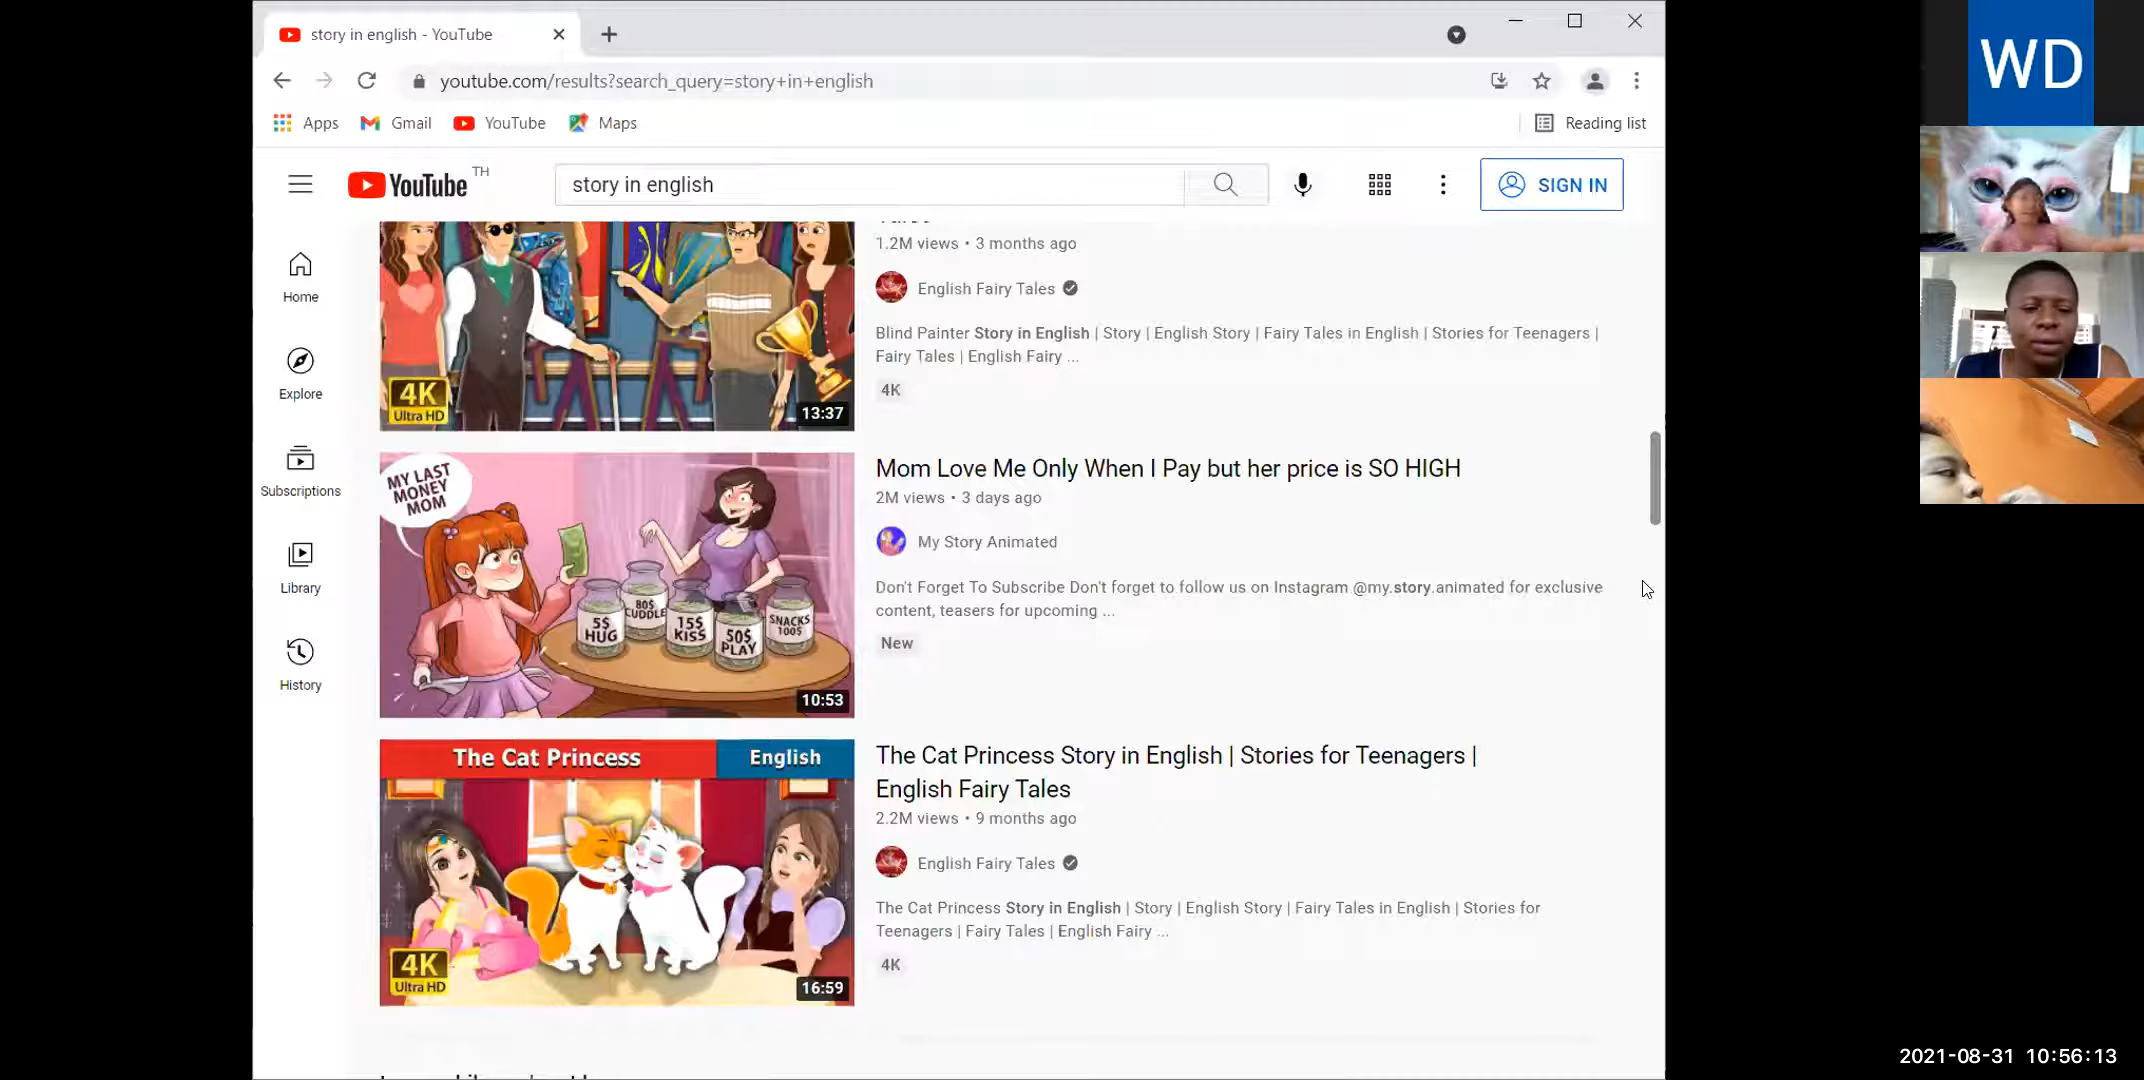 story in english - YouTube
youtube.com/results?search_query=story+in+english
Apps
Gmail
YouTube
Maps
Reading list
YouTube TH
story in english
SIGN IN
Home
Explore
Subscriptions
Library
History
4K
Ultra HD
13:37
1.2M views • 3 months ago
English Fairy Tales
Blind Painter Story in English | Story | English Story | Fairy Tales in English | Stories for Teenagers |
Fairy Tales | English Fairy ...
4K
MY LAST
MONEY
MOM
5$
HUG
80$
CUDDLE
15$
KISS
50$
PLAY
SNACKS
100$
10:53
Mom Love Me Only When I Pay but her price is SO HIGH
2M views • 3 days ago
My Story Animated
Don't Forget To Subscribe Don't forget to follow us on Instagram @my.story.animated for exclusive
content, teasers for upcoming ...
New
The Cat Princess
English
4K
Ultra HD
16:59
The Cat Princess Story in English | Stories for Teenagers |
English Fairy Tales
2.2M views • 9 months ago
English Fairy Tales
The Cat Princess Story in English | Story | English Story | Fairy Tales in English | Stories for
Teenagers | Fairy Tales | English Fairy ...
4K
WD
2021-08-31 10:56:13